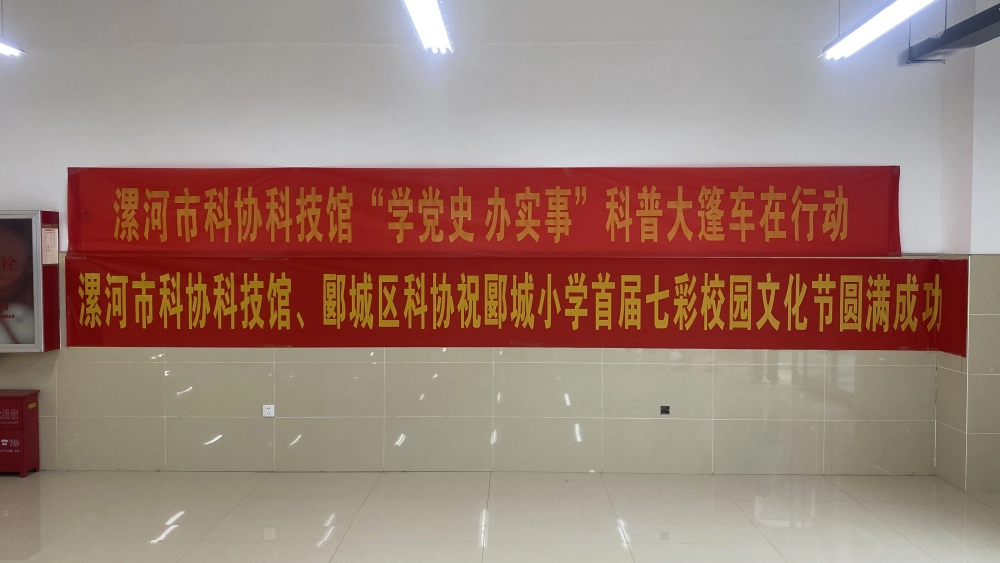 漯河市科协科技馆“学党史 办实事”科普大篷车在行动
漯河市科协科技馆、郾城区科协祝郾城小学首届七彩校园文化节圆满成功